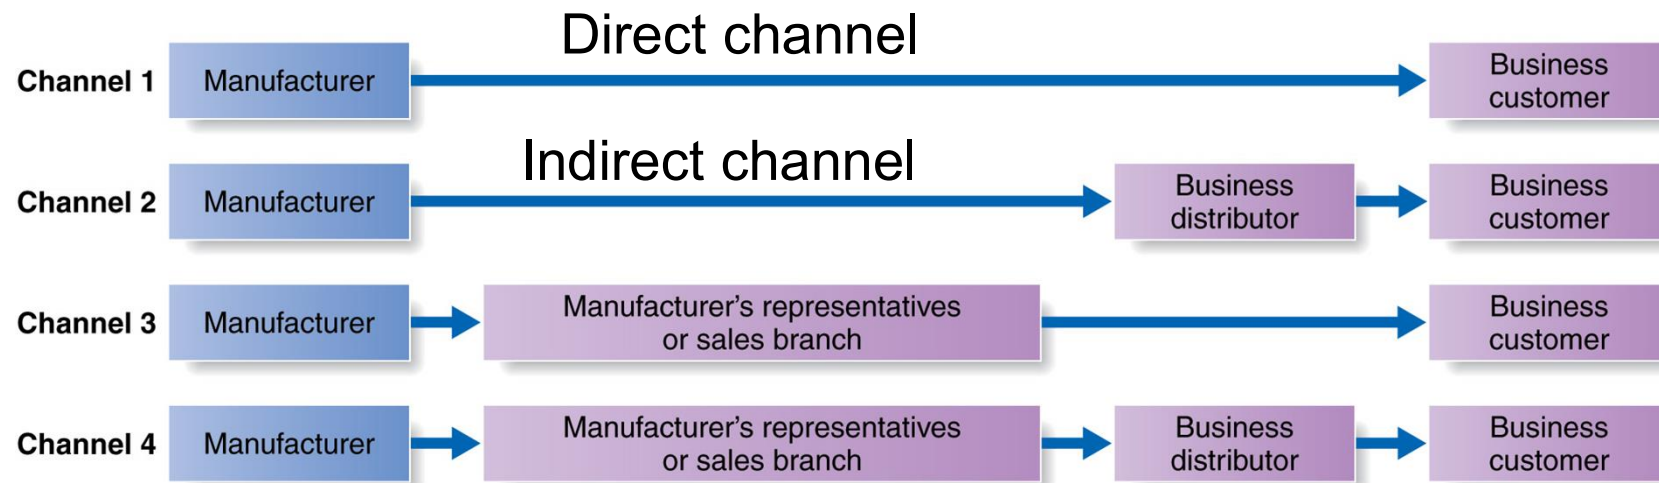 Direct channel
Channel 1 Manufacturer Business
customer
Indirect channel
Channel 2 Manufacturer Business
distributor Business
customer
Channel 3 Manufacturer Manufacturer’s representatives
or sales branch Business
customer
Channel 4 Manufacturer Manufacturer’s representatives
or sales branch Business
distributor Business
customer